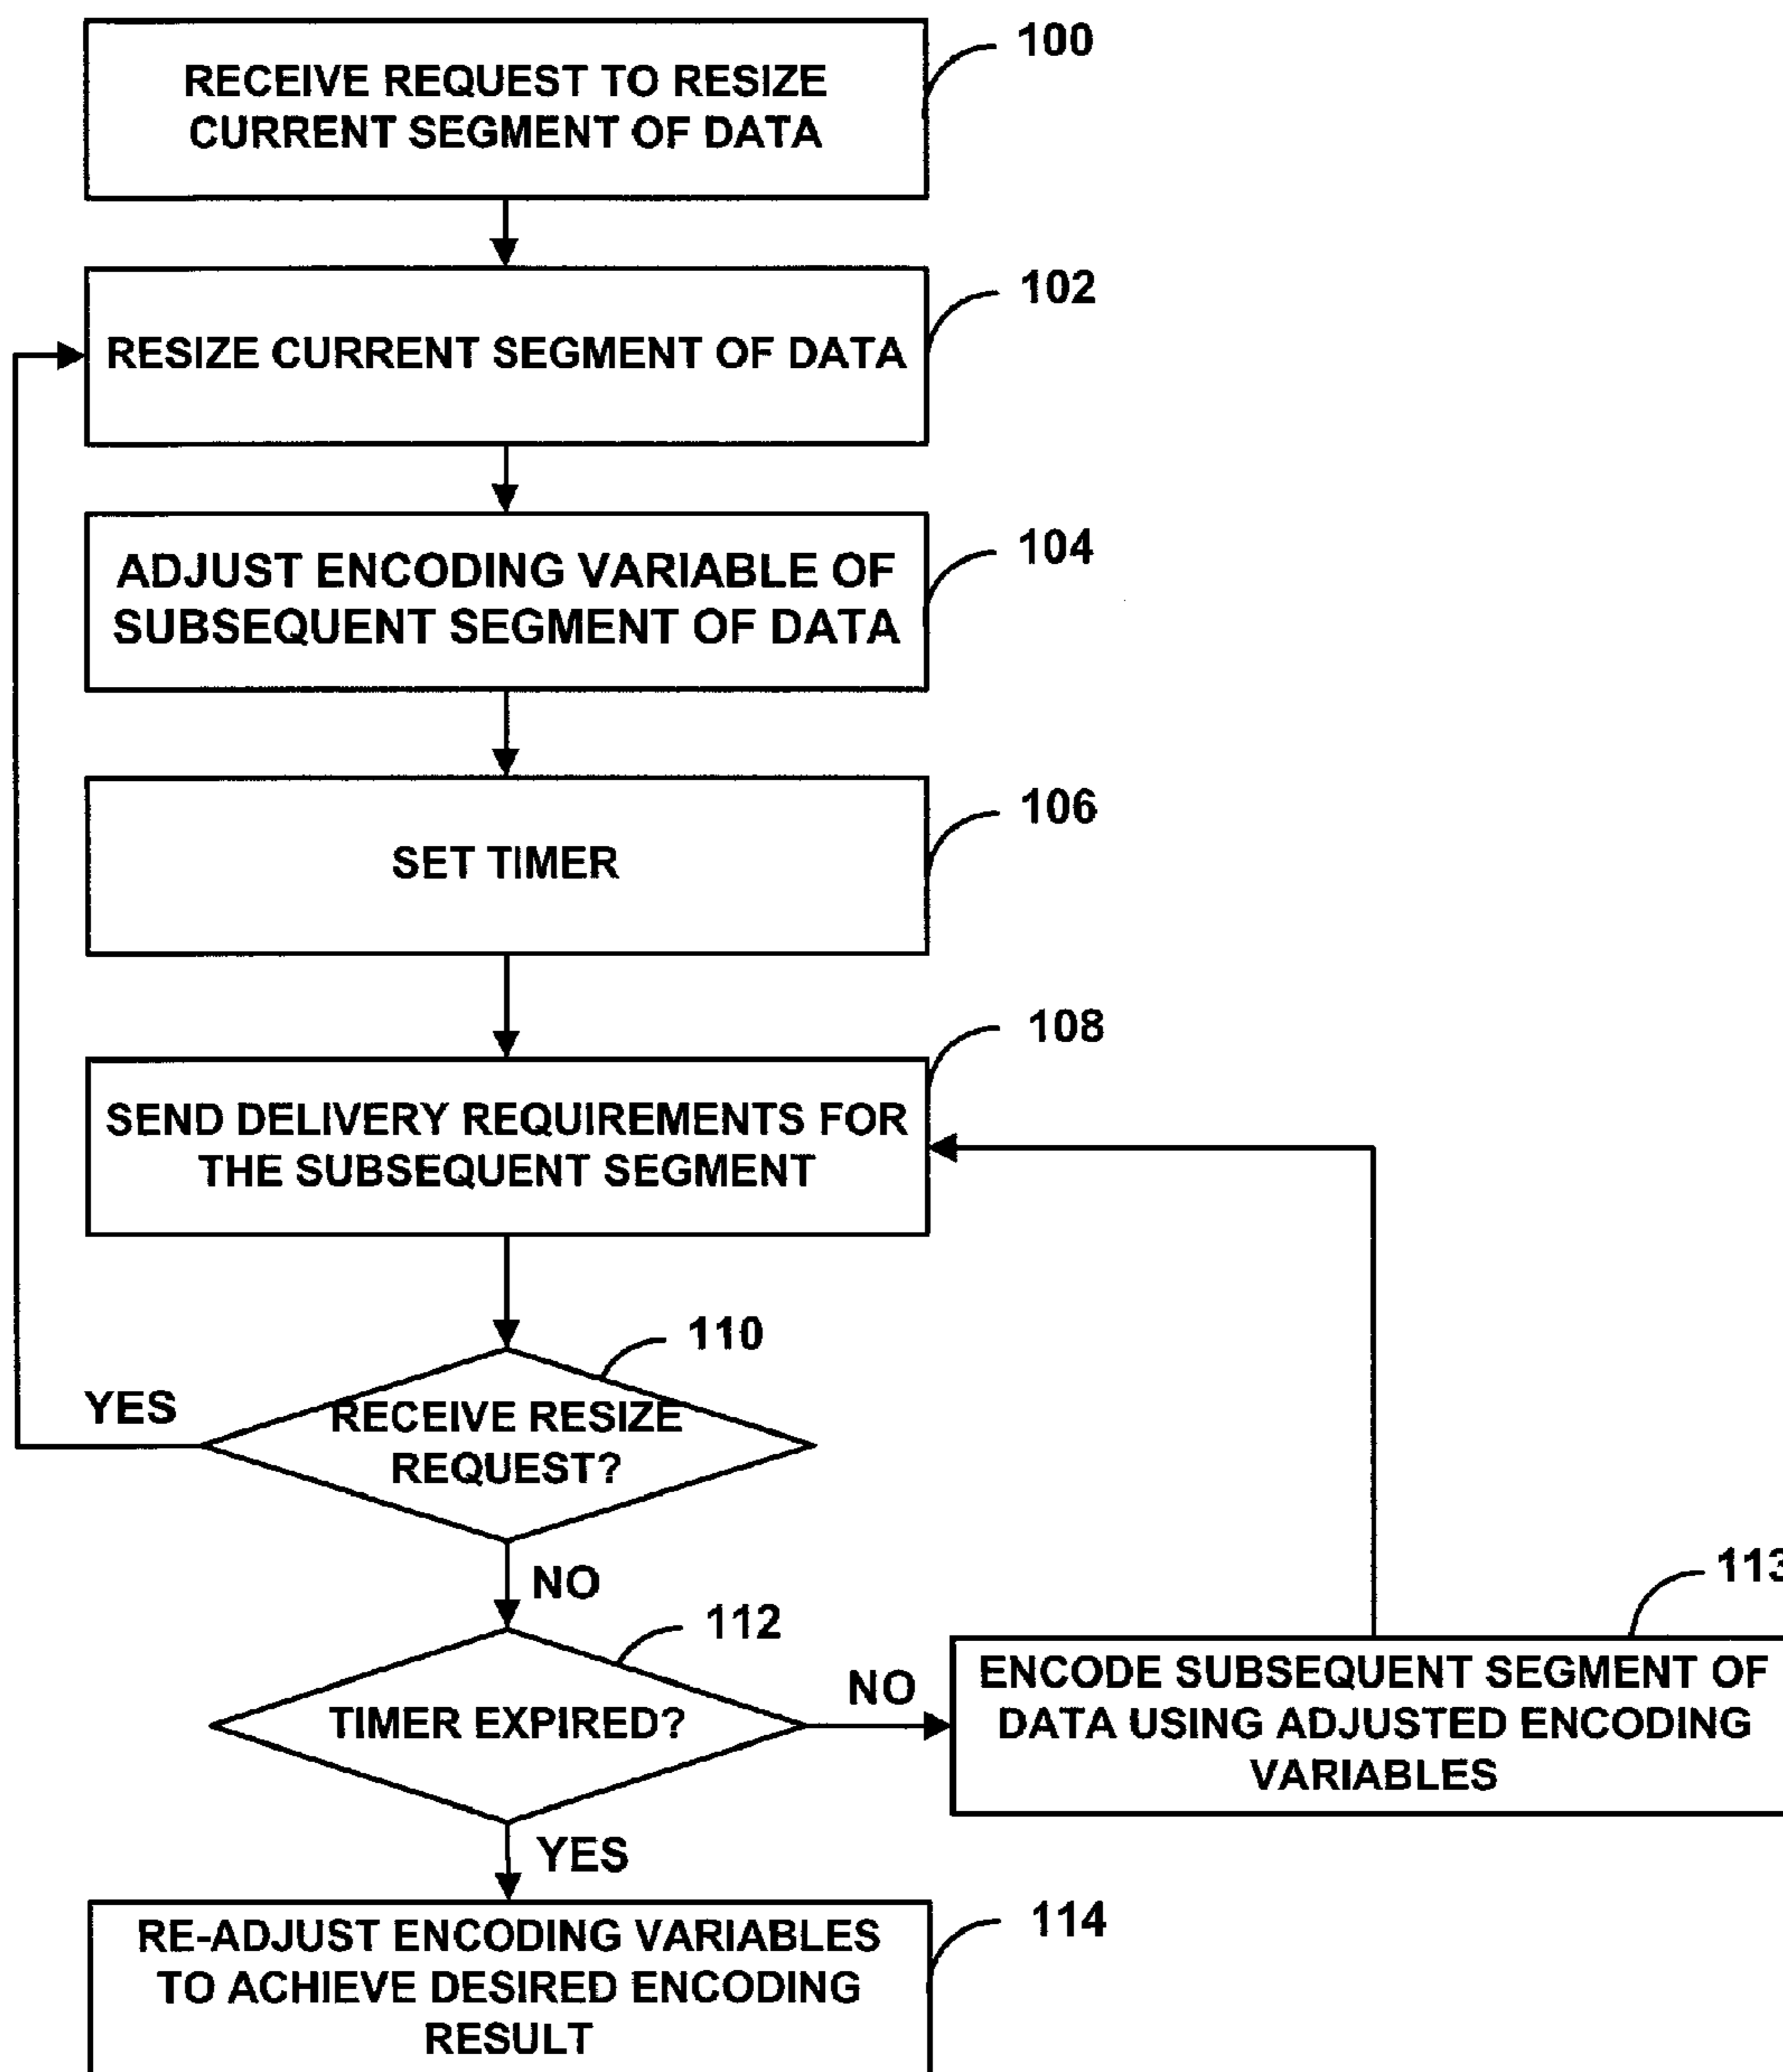 100
RECEIVE REQUEST TO RESIZE
CURRENT SEGMENT OF DATA
102
RESIZE CURRENT SEGMENT OF DATA
104
ADJUST ENCODING VARIABLE OF
SUBSEQUENT SEGMENT OF DATA
106
SET TIMER
108
SEND DELIVERY REQUIREMENTS FOR
THE SUBSEQUENT SEGMENT
110
YES
RECEIVE RESIZE
REQUEST?
NO
112
113
TIMER EXPIRED?
NO
ENCODE SUBSEQUENT SEGMENT OF
DATA USING ADJUSTED ENCODING
VARIABLES
YES
114
RE-ADJUST ENCODING VARIABLES
TO ACHIEVE DESIRED ENCODING
RESULT